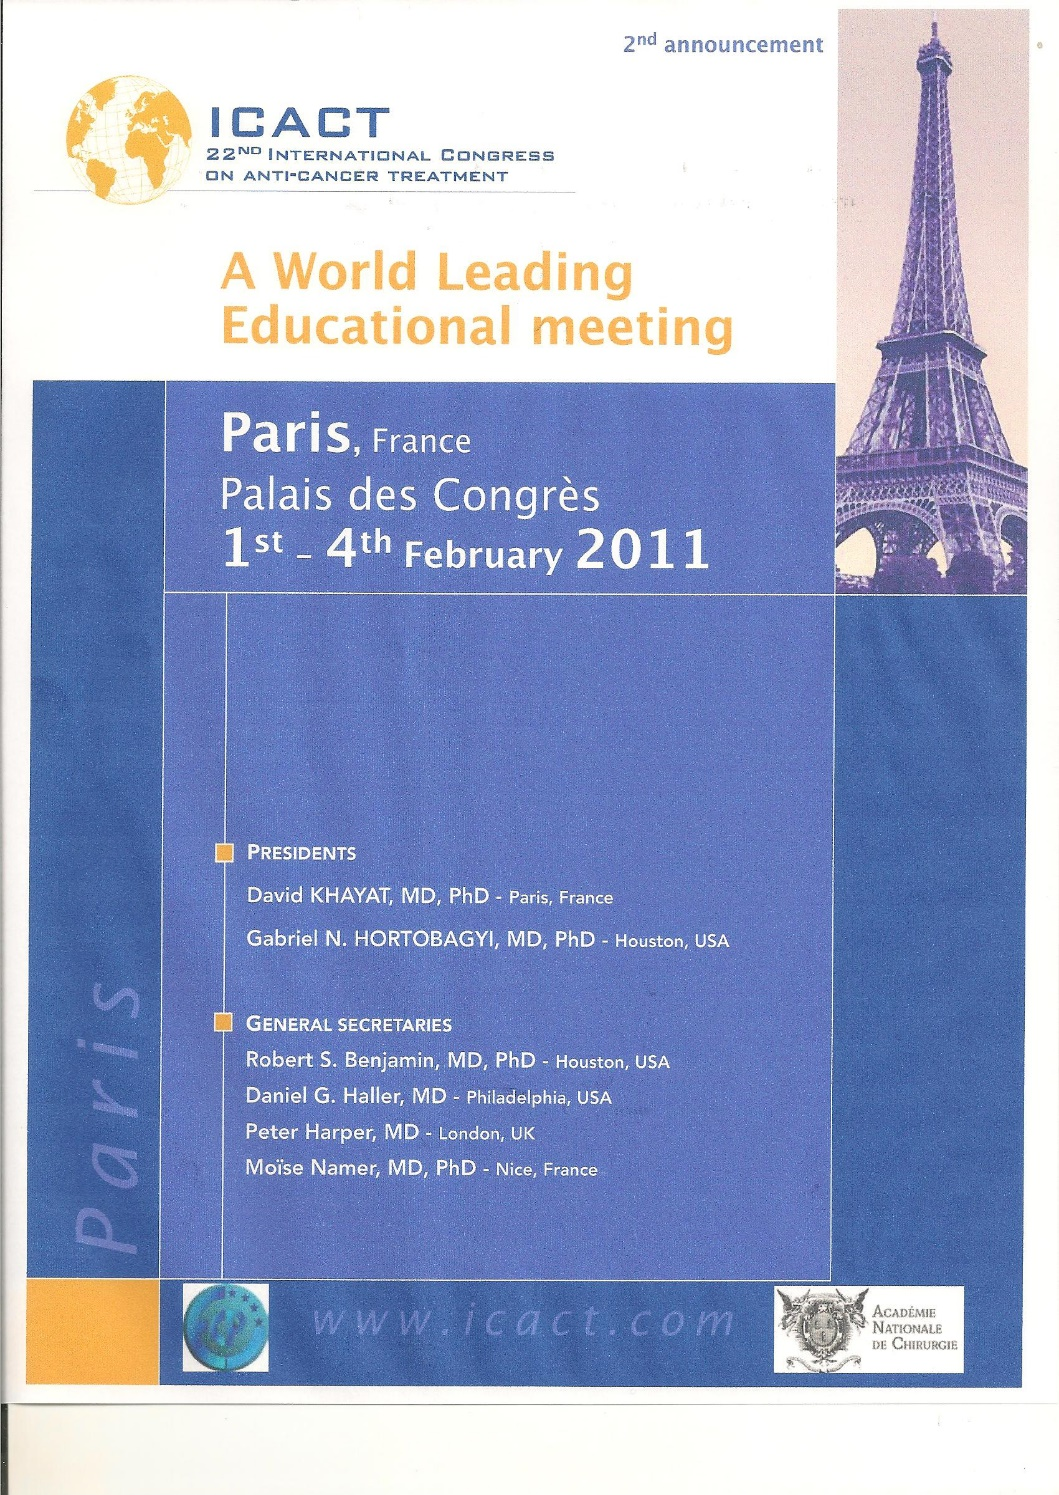 2nd announcement
ICACT
22ND INTERNATIONAL CONGRESS
ON ANTI-CANCER TREATMENT
A World Leading
Educational meeting
Paris, France
Palais des Congrès
1st - 4th February 2011
PRESIDENTS
David KHAYAT, MD, PhD - Paris, France
Gabriel N. HORTOBAGYI, MD, PhD - Houston, USA
GENERAL SECRETARIES
Robert S. Benjamin, MD, PhD - Houston, USA
Daniel G. Haller, MD - Philadelphia, USA
Peter Harper, MD - London, UK
Moïse Namer, MD, PhD - Nice, France
Paris
www.icact.com
ACADÉMIE
NATIONALE
DE CHIRURGIE